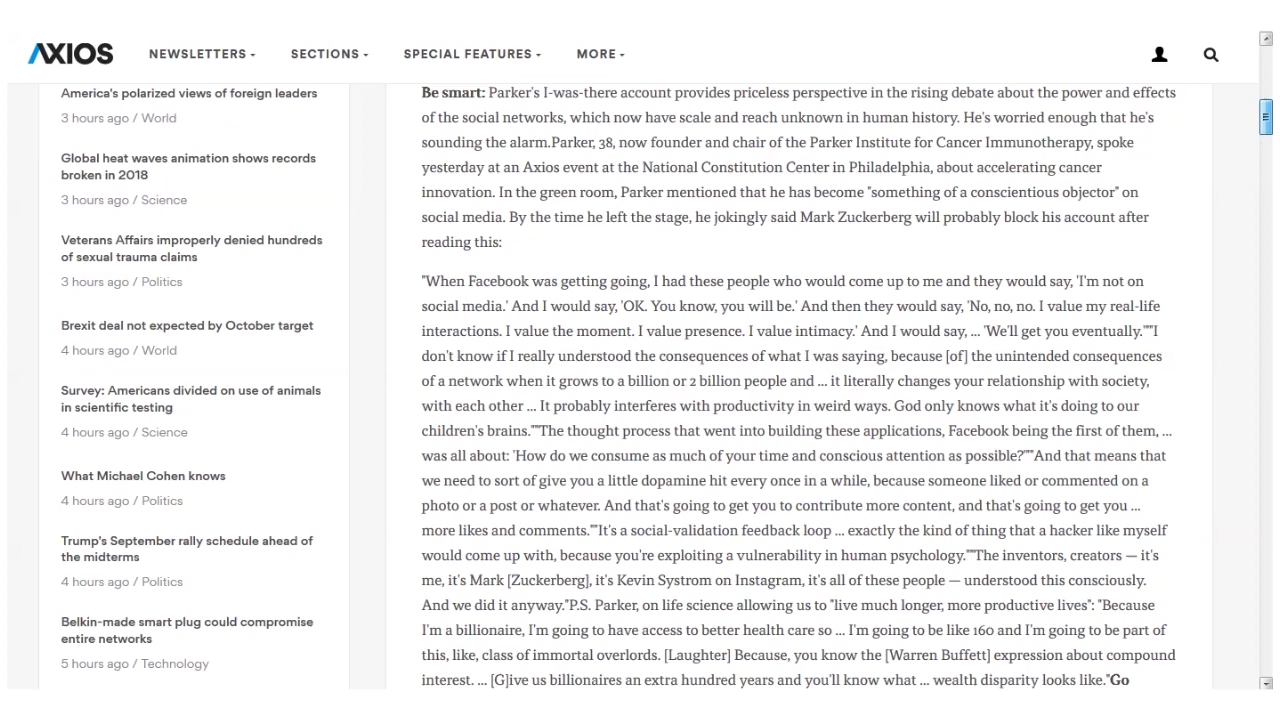 AXIOS
NEWSLETTERS
SECTIONS
SPECIAL FEATURES
MORE
America's polarized views of foreign leaders
3 hours ago / World
Global heat waves animation shows records
broken in 2018
3 hours ago / Science
Veterans Affairs improperly denied hundreds
of sexual trauma claims
3 hours ago / Politics
Brexit deal not expected by October target
4 hours ago / World
Survey: Americans divided on use of animals
in scientific testing
4 hours ago / Science
What Michael Cohen knows
4 hours ago / Politics
Trump's September rally schedule ahead of
the midterms
4 hours ago / Politics
Belkin-made smart plug could compromise
entire networks
5 hours ago / Technology
Be smart: Parker's I-was-there account provides priceless perspective in the rising debate about the power and effects
of the social networks, which now have scale and reach unknown in human history. He's worried enough that he's
sounding the alarm.Parker, 38, now founder and chair of the Parker Institute for Cancer Immunotherapy, spoke
yesterday at an Axios event at the National Constitution Center in Philadelphia, about accelerating cancer
innovation. In the green room, Parker mentioned that he has become "something of a conscientious objector" on
social media. By the time he left the stage, he jokingly said Mark Zuckerberg will probably block his account after
reading this:
"When Facebook was getting going, I had these people who would come up to me and they would say, 'I'm not on
social media.' And I would say, 'OK. You know, you will be.' And then they would say, 'No, no, no. I value my real-life
interactions. I value the moment. I value presence. I value intimacy.' And I would say, ... 'We'll get you eventually.'""I
don't know if I really understood the consequences of what I was saying, because [of] the unintended consequences
of a network when it grows to a billion or 2 billion people and ... it literally changes your relationship with society,
with each other ... It probably interferes with productivity in weird ways. God only knows what it's doing to our
children's brains.""The thought process that went into building these applications, Facebook being the first of them, ...
was all about: 'How do we consume as much of your time and conscious attention as possible?'""And that means that
we need to sort of give you a little dopamine hit every once in a while, because someone liked or commented on a
photo or a post or whatever. And that's going to get you to contribute more content, and that's going to get you ...
more likes and comments.""It's a social-validation feedback loop ... exactly the kind of thing that a hacker like myself
would come up with, because you're exploiting a vulnerability in human psychology.""The inventors, creators — it's
me, it's Mark [Zuckerberg], it's Kevin Systrom on Instagram, it's all of these people — understood this consciously.
And we did it anyway."P.S. Parker, on life science allowing us to "live much longer, more productive lives": "Because
I'm a billionaire, I'm going to have access to better health care so ... I'm going to be like 160 and I'm going to be part of
this, like, class of immortal overlords. [Laughter] Because, you know the [Warren Buffett] expression about compound
interest. ... [G]ive us billionaires an extra hundred years and you'll know what ... wealth disparity looks like."Go